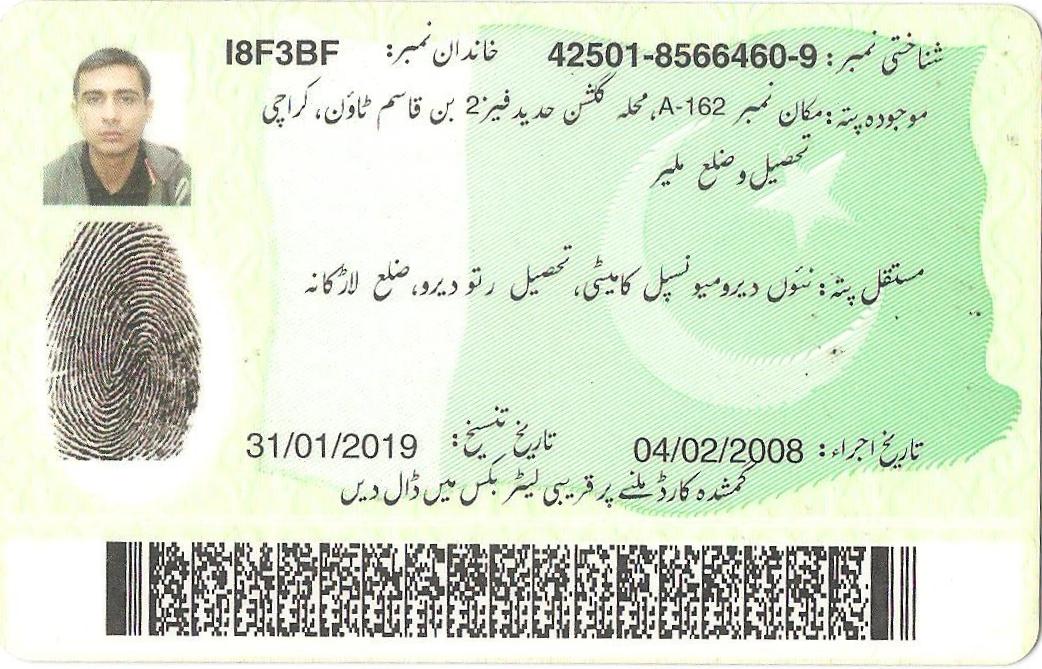 شناختی نمبر: 42501-8566460-9 خاندان نمبر: I8F3BF
موجودہ پتہ: مکان نمبر A-162، محلہ گلشن حدید فیز 2 بن قاسم ٹاؤن، کراچی
تحصیل و ضلع ملیر
مستقل پتہ: نئوں دیرو میونسپل کامیٹی، تحصیل رتو دیرو، ضلع لاڑکانہ
تاریخ اجراء: 04/02/2008 تاریخ تنسیخ: 31/01/2019
گمشدہ کارڈ ملنے پر قریبی لیٹر بکس میں ڈال دیں